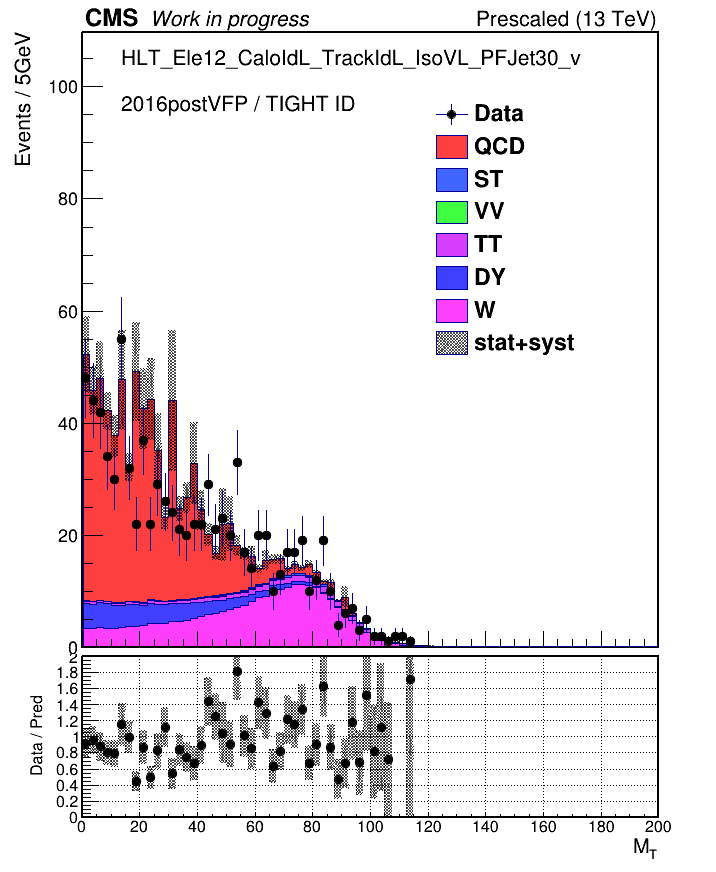 CMS Work in progress Prescaled (13 TeV)
HLT_Ele12_CaloIdL_TrackIdL_IsoVL_PFJet30_v
2016postVFP / TIGHT ID
Events / 5GeV
100
80
60
40
20
0
Data
QCD
ST
VV
TT
DY
W
stat+syst
Data / Pred
2
1.8
1.6
1.4
1.2
1
0.8
0.6
0.4
0.2
0
0 20 40 60 80 100 120 140 160 180 200
M_T